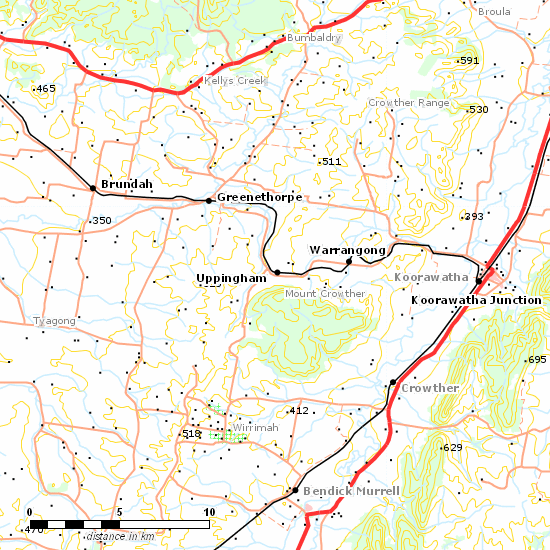 Broula
Bumbaldry
.591
Kellys Creek
.465
Crowther Range
.530
.511
Brundah
Greenethorpe
.350
.393
Warrangong
Uppingham
Koorawatha
Mount Crowther
Koorawatha Junction
Tyagong
.695
Crowther
.412
Wirrimah
.518
.629
Bendick Murrell
0 5 10
distance in km